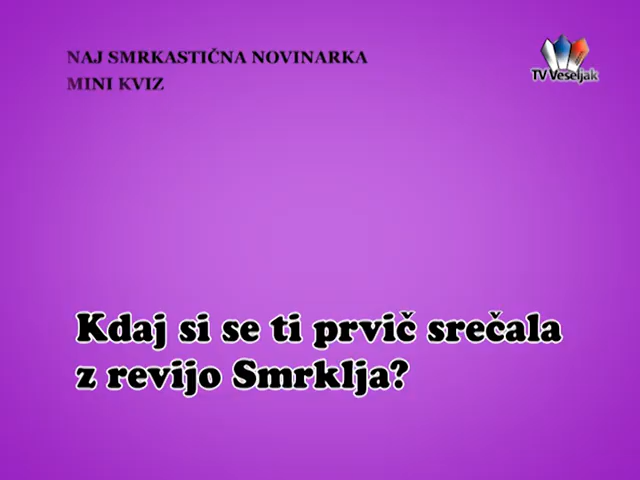 NAJ SMRKASTIČNA NOVINARKA
MINI KVIZ
TV Veseljak
Kdaj si se ti prvič srečala
z revijo Smrklja?